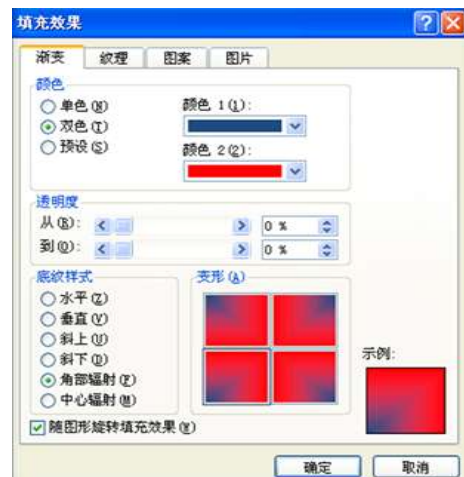 填充效果
渐变 纹理 图案 图片
颜色
单色(N) 颜色 1(1):
双色(T)
预设(S) 颜色 2(2):
透明度
从(R): 0 %
到(O): 0 %
底纹样式 变形(A)
水平(Z)
垂直(V)
斜上(U)
斜下(D) 示例:
角部辐射(F)
中心辐射(M)
随图形旋转填充效果(W)
确定 取消